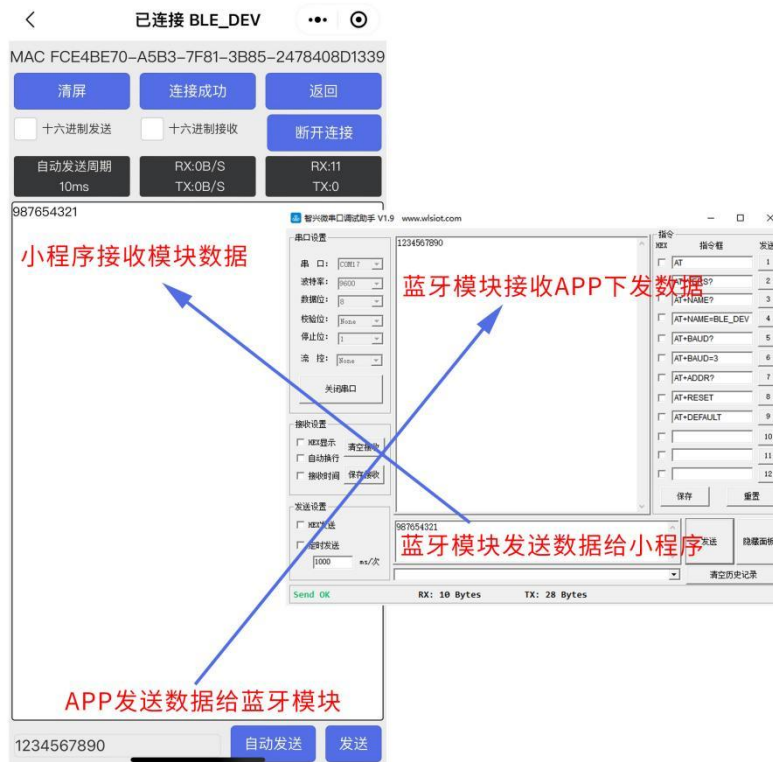 已连接 BLE_DEV
MAC FCE4BE70-A5B3-7F81-3B85-2478408D1339
清屏 连接成功 返回
十六进制发送 十六进制接收 断开连接
自动发送周期 RX:0B/S RX:11
10ms TX:0B/S TX:0
987654321
小程序接收模块数据
APP发送数据给蓝牙模块
1234567890 自动发送 发送
智兴微串口调试助手 V1.9 www.wlsiot.com
串口设置
串 口: COM17
波特率: 9600
数据位: 8
校验位: None
停止位: 1
流 控: None
关闭串口
接收设置
HEX显示 清空接收
自动换行
接收时间 保存接收
发送设置
HEX发送
定时发送
1000 ms/次
1234567890
蓝牙模块接收APP下发数据
987654321
蓝牙模块发送数据给小程序
指令
HEX 指令框 发送
AT 1
2
AT+NAME? 3
AT+NAME=BLE_DEV 4
AT+BAUD? 5
AT+BAUD=3 6
AT+ADDR? 7
AT+RESET 8
AT+DEFAULT 9
10
11
12
保存 重置
发送 隐藏面板
清空历史记录
Send OK RX: 10 Bytes TX: 28 Bytes